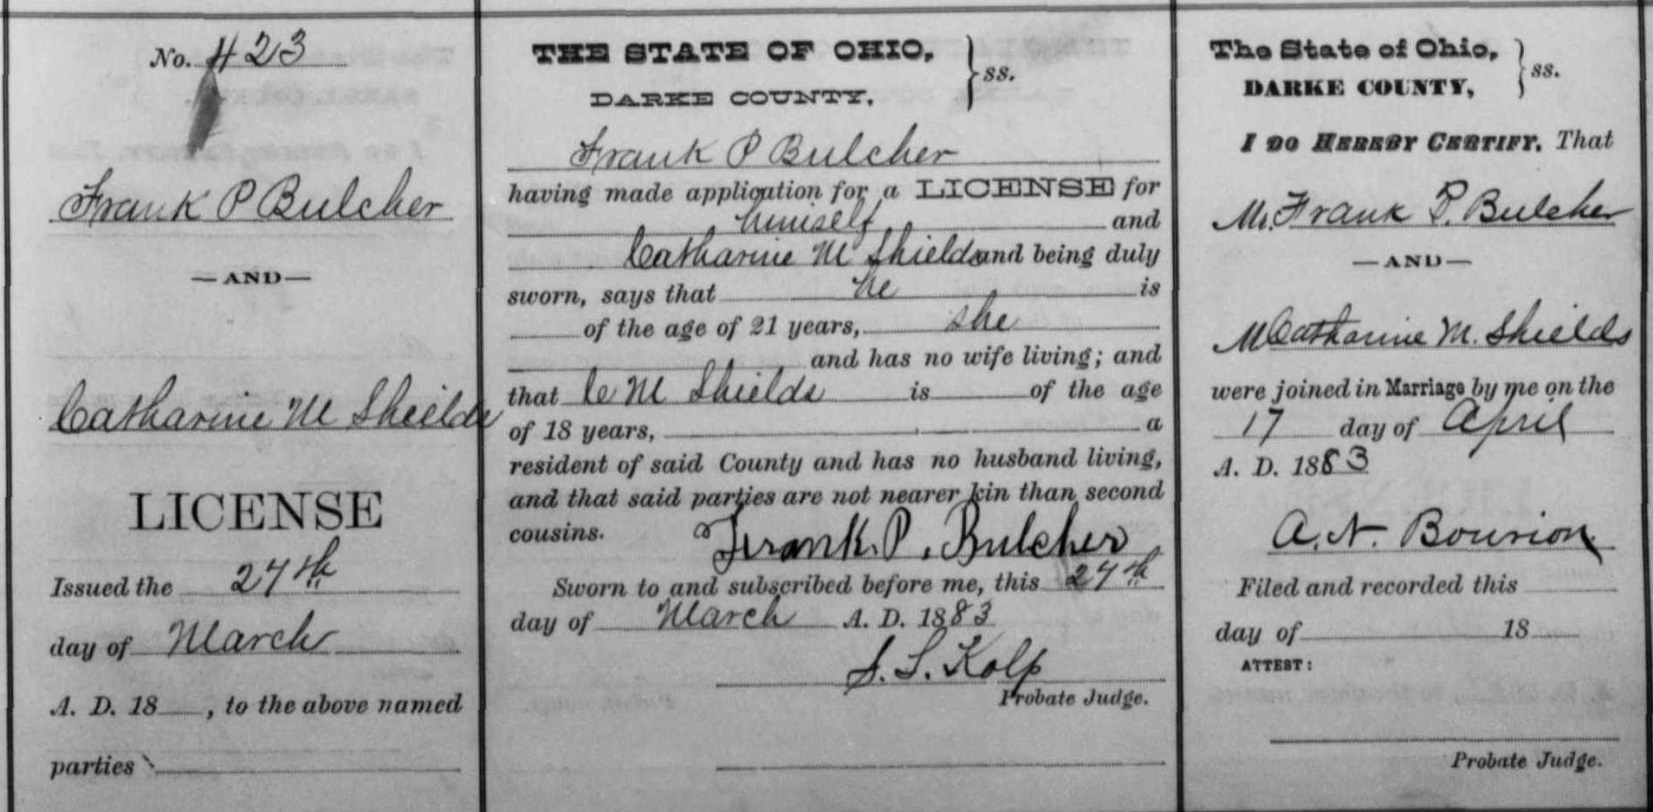 No. 423
Frank P Bulcher
—AND—
Catharine M Shields
LICENSE
Issued the 27th
day of March
A. D. 18 , to the above named
parties
THE STATE OF OHIO,
DARKE COUNTY, } ss.
Frank P Bulcher
having made application for a LICENSE for
himself and
Catharine M Shields and being duly
sworn, says that he is
of the age of 21 years, she
and has no wife living; and
that C M Shields is of the age
of 18 years, a
resident of said County and has no husband living,
and that said parties are not nearer kin than second
cousins. Frank. P. Bulcher
Sworn to and subscribed before me, this 27th
day of March A. D. 1883
S. L. Kolp
Probate Judge.
The State of Ohio,
DARKE COUNTY, } ss.
I DO HEREBY CERTIFY, That
Mr. Frank P. Bulcher
—AND—
M Catharine M. Shields
were joined in Marriage by me on the
17 day of April
A. D. 1883
A. N. Bourion
Filed and recorded this
day of 18
ATTEST:
Probate Judge.